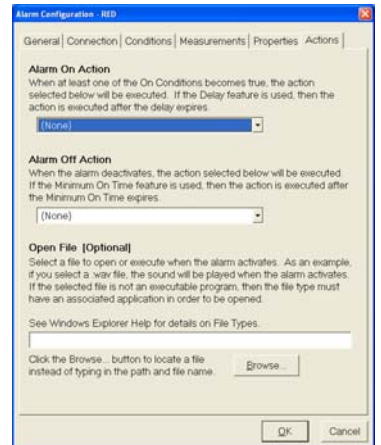 Alarm Configuration - RED
General Connection Conditions Measurements Properties Actions
Alarm On Action
When at least one of the On Conditions becomes true, the action
selected below will be executed. If the Delay feature is used, then the
action is executed after the delay expires.
(None)
Alarm Off Action
When the alarm deactivates, the action selected below will be executed.
If the Minimum On Time feature is used, then the action is executed after
the Minimum On Time expires.
(None)
Open File [Optional]
Select a file to open or execute when the alarm activates. As an example,
if you select a .wav file, the sound will be played when the alarm activates.
If the selected file is not an executable program, then the file type must
have an associated application in order to be opened.
See Windows Explorer Help for details on File Types.
Click the Browse... button to locate a file
instead of typing in the path and file name.
Browse...
OK Cancel